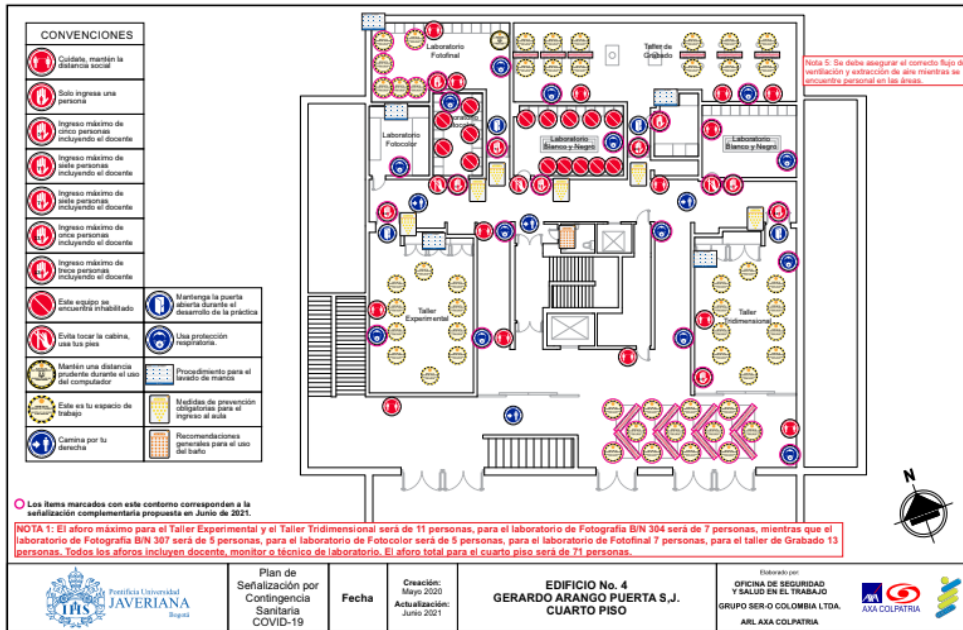 CONVENCIONES
Cuídate, mantén la
distancia social
Solo ingresa una
persona
Ingreso máximo de
cinco personas
incluyendo el docente
Ingreso máximo de
siete personas
incluyendo el docente
Ingreso máximo de
siete personas
incluyendo el docente
Ingreso máximo de
once personas
incluyendo el docente
Ingreso máximo de
trece personas
incluyendo el docente
Este equipo se
encuentra inhabilitado
Mantenga la puerta
abierta durante el
desarrollo de la práctica
Evita tocar la cabina,
usa tus pies
Usa protección
respiratoria.
Mantén una distancia
prudente durante el uso
del computador
Procedimiento para el
lavado de manos
Este es tu espacio de
trabajo
Medidas de prevención
obligatorias para el
ingreso al aula
Camina por tu
derecha
Recomendaciones
generales para el uso
del baño
Laboratorio
Fotofinal
Taller de
Grabado
Nota 5: Se debe asegurar el correcto flujo de
ventilación y extracción de aire mientras se
encuentre personal en las áreas.
Laboratorio
Fotocolor
Laboratorio
Fotocolor
Laboratorio
Blanco y Negro
Laboratorio
Blanco y Negro
Taller
Experimental
Taller
Tridimensional
N
Los ítems marcados con este contorno corresponden a la
señalización complementaria propuesta en Junio de 2021.
NOTA 1: El aforo máximo para el Taller Experimental y el Taller Tridimensional será de 11 personas, para el laboratorio de Fotografía B/N 304 será de 7 personas, mientras que el
laboratorio de Fotografía B/N 307 será de 5 personas, para el laboratorio de Fotocolor será de 5 personas, para el laboratorio de Fotofinal 7 personas, para el taller de Grabado 13
personas. Todos los aforos incluyen docente, monitor o técnico de laboratorio. El aforo total para el cuarto piso será de 71 personas.
Pontificia Universidad
JAVERIANA
Bogotá
Plan de
Señalización por
Contingencia
Sanitaria
COVID-19
Fecha
Creación:
Mayo 2020
Actualización:
Junio 2021
EDIFICIO No. 4
GERARDO ARANGO PUERTA S,J.
CUARTO PISO
Elaborado por:
OFICINA DE SEGURIDAD
Y SALUD EN EL TRABAJO
GRUPO SER-O COLOMBIA LTDA.
ARL AXA COLPATRIA
AXA COLPATRIA